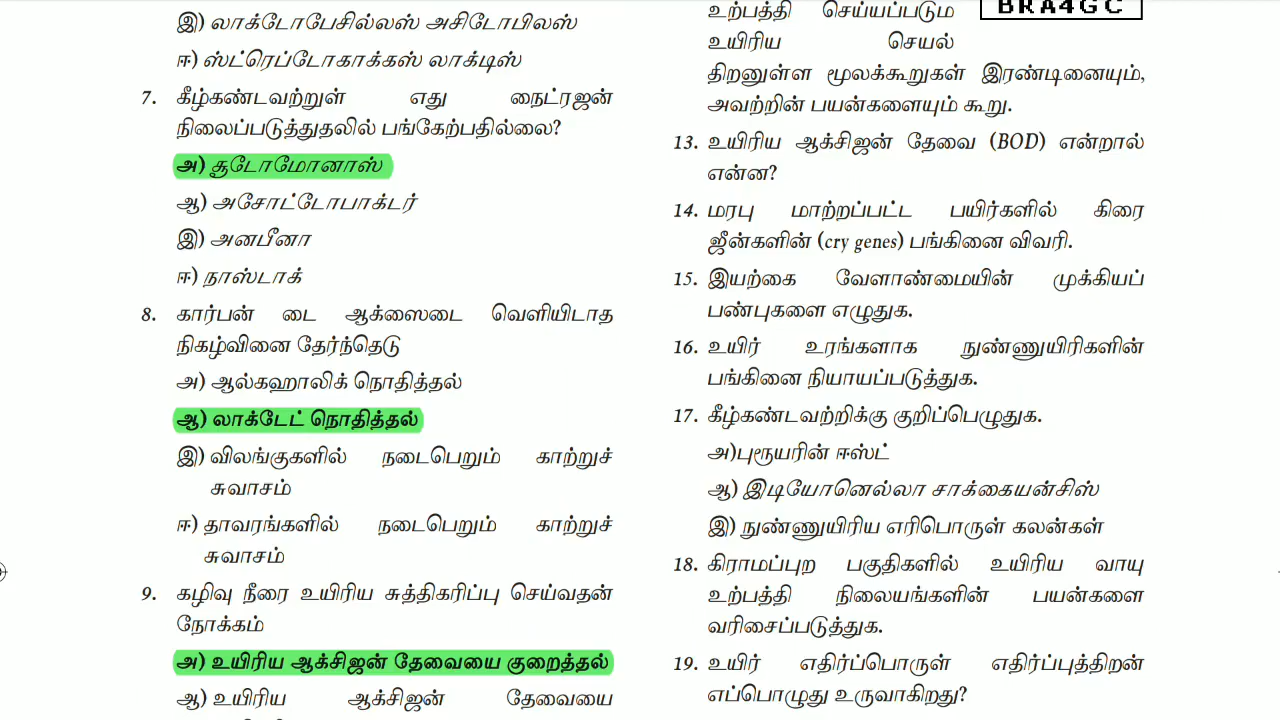 இ) லாக்டோபேசில்லஸ் அசிடோபிலஸ்
ஈ) ஸ்ட்ரெப்டோகாக்கஸ் லாக்டிஸ்
7. கீழ்கண்டவற்றுள் எது நைட்ரஜன்
நிலைப்படுத்துதலில் பங்கேற்பதில்லை?
அ) சூடோமோனாஸ்
ஆ) அசோட்டோபாக்டர்
இ) அனபீனா
ஈ) நாஸ்டாக்
8. கார்பன் டை ஆக்ஸைடை வெளியிடாத
நிகழ்வினை தேர்ந்தெடு
அ) ஆல்கஹாலிக் நொதித்தல்
ஆ) லாக்டேட் நொதித்தல்
இ) விலங்குகளில் நடைபெறும் காற்றுச்
சுவாசம்
ஈ) தாவரங்களில் நடைபெறும் காற்றுச்
சுவாசம்
9. கழிவு நீரை உயிரிய சுத்திகரிப்பு செய்வதன்
நோக்கம்
அ) உயிரிய ஆக்சிஜன் தேவையை குறைத்தல்
ஆ) உயிரிய ஆக்சிஜன் தேவையை
BRA4GC
உற்பத்தி செய்யப்படும
உயிரிய செயல்
திறனுள்ள மூலக்கூறுகள் இரண்டினையும்,
அவற்றின் பயன்களையும் கூறு.
13. உயிரிய ஆக்சிஜன் தேவை (BOD) என்றால்
என்ன?
14. மரபு மாற்றப்பட்ட பயிர்களில் கிரை
ஜீன்களின் (cry genes) பங்கினை விவரி.
15. இயற்கை வேளாண்மையின் முக்கியப்
பண்புகளை எழுதுக.
16. உயிர் உரங்களாக நுண்ணுயிரிகளின்
பங்கினை நியாயப்படுத்துக.
17. கீழ்கண்டவற்றிக்கு குறிப்பெழுதுக.
அ)புரூயரின் ஈஸ்ட்
ஆ) இடியோனெல்லா சாக்கையன்சிஸ்
இ) நுண்ணுயிரிய எரிபொருள் கலன்கள்
18. கிராமப்புற பகுதிகளில் உயிரிய வாயு
உற்பத்தி நிலையங்களின் பயன்களை
வரிசைப்படுத்துக.
19. உயிர் எதிர்ப்பொருள் எதிர்ப்புத்திறன்
எப்பொழுது உருவாகிறது?